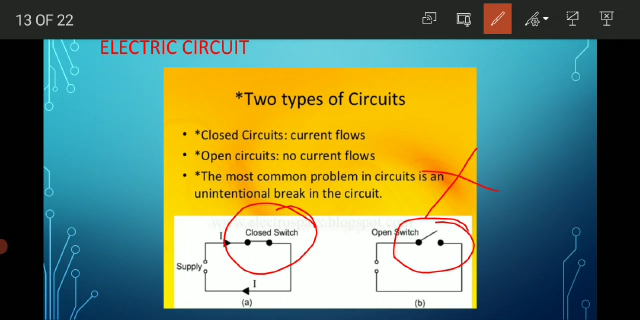 13 OF 22
ELECTRIC CIRCUIT
*Two types of Circuits
• *Closed Circuits: current flows
• *Open circuits: no current flows
• *The most common problem in circuits is an
unintentional break in the circuit.
I Closed Switch Open Switch
Supply
I
(a) (b)